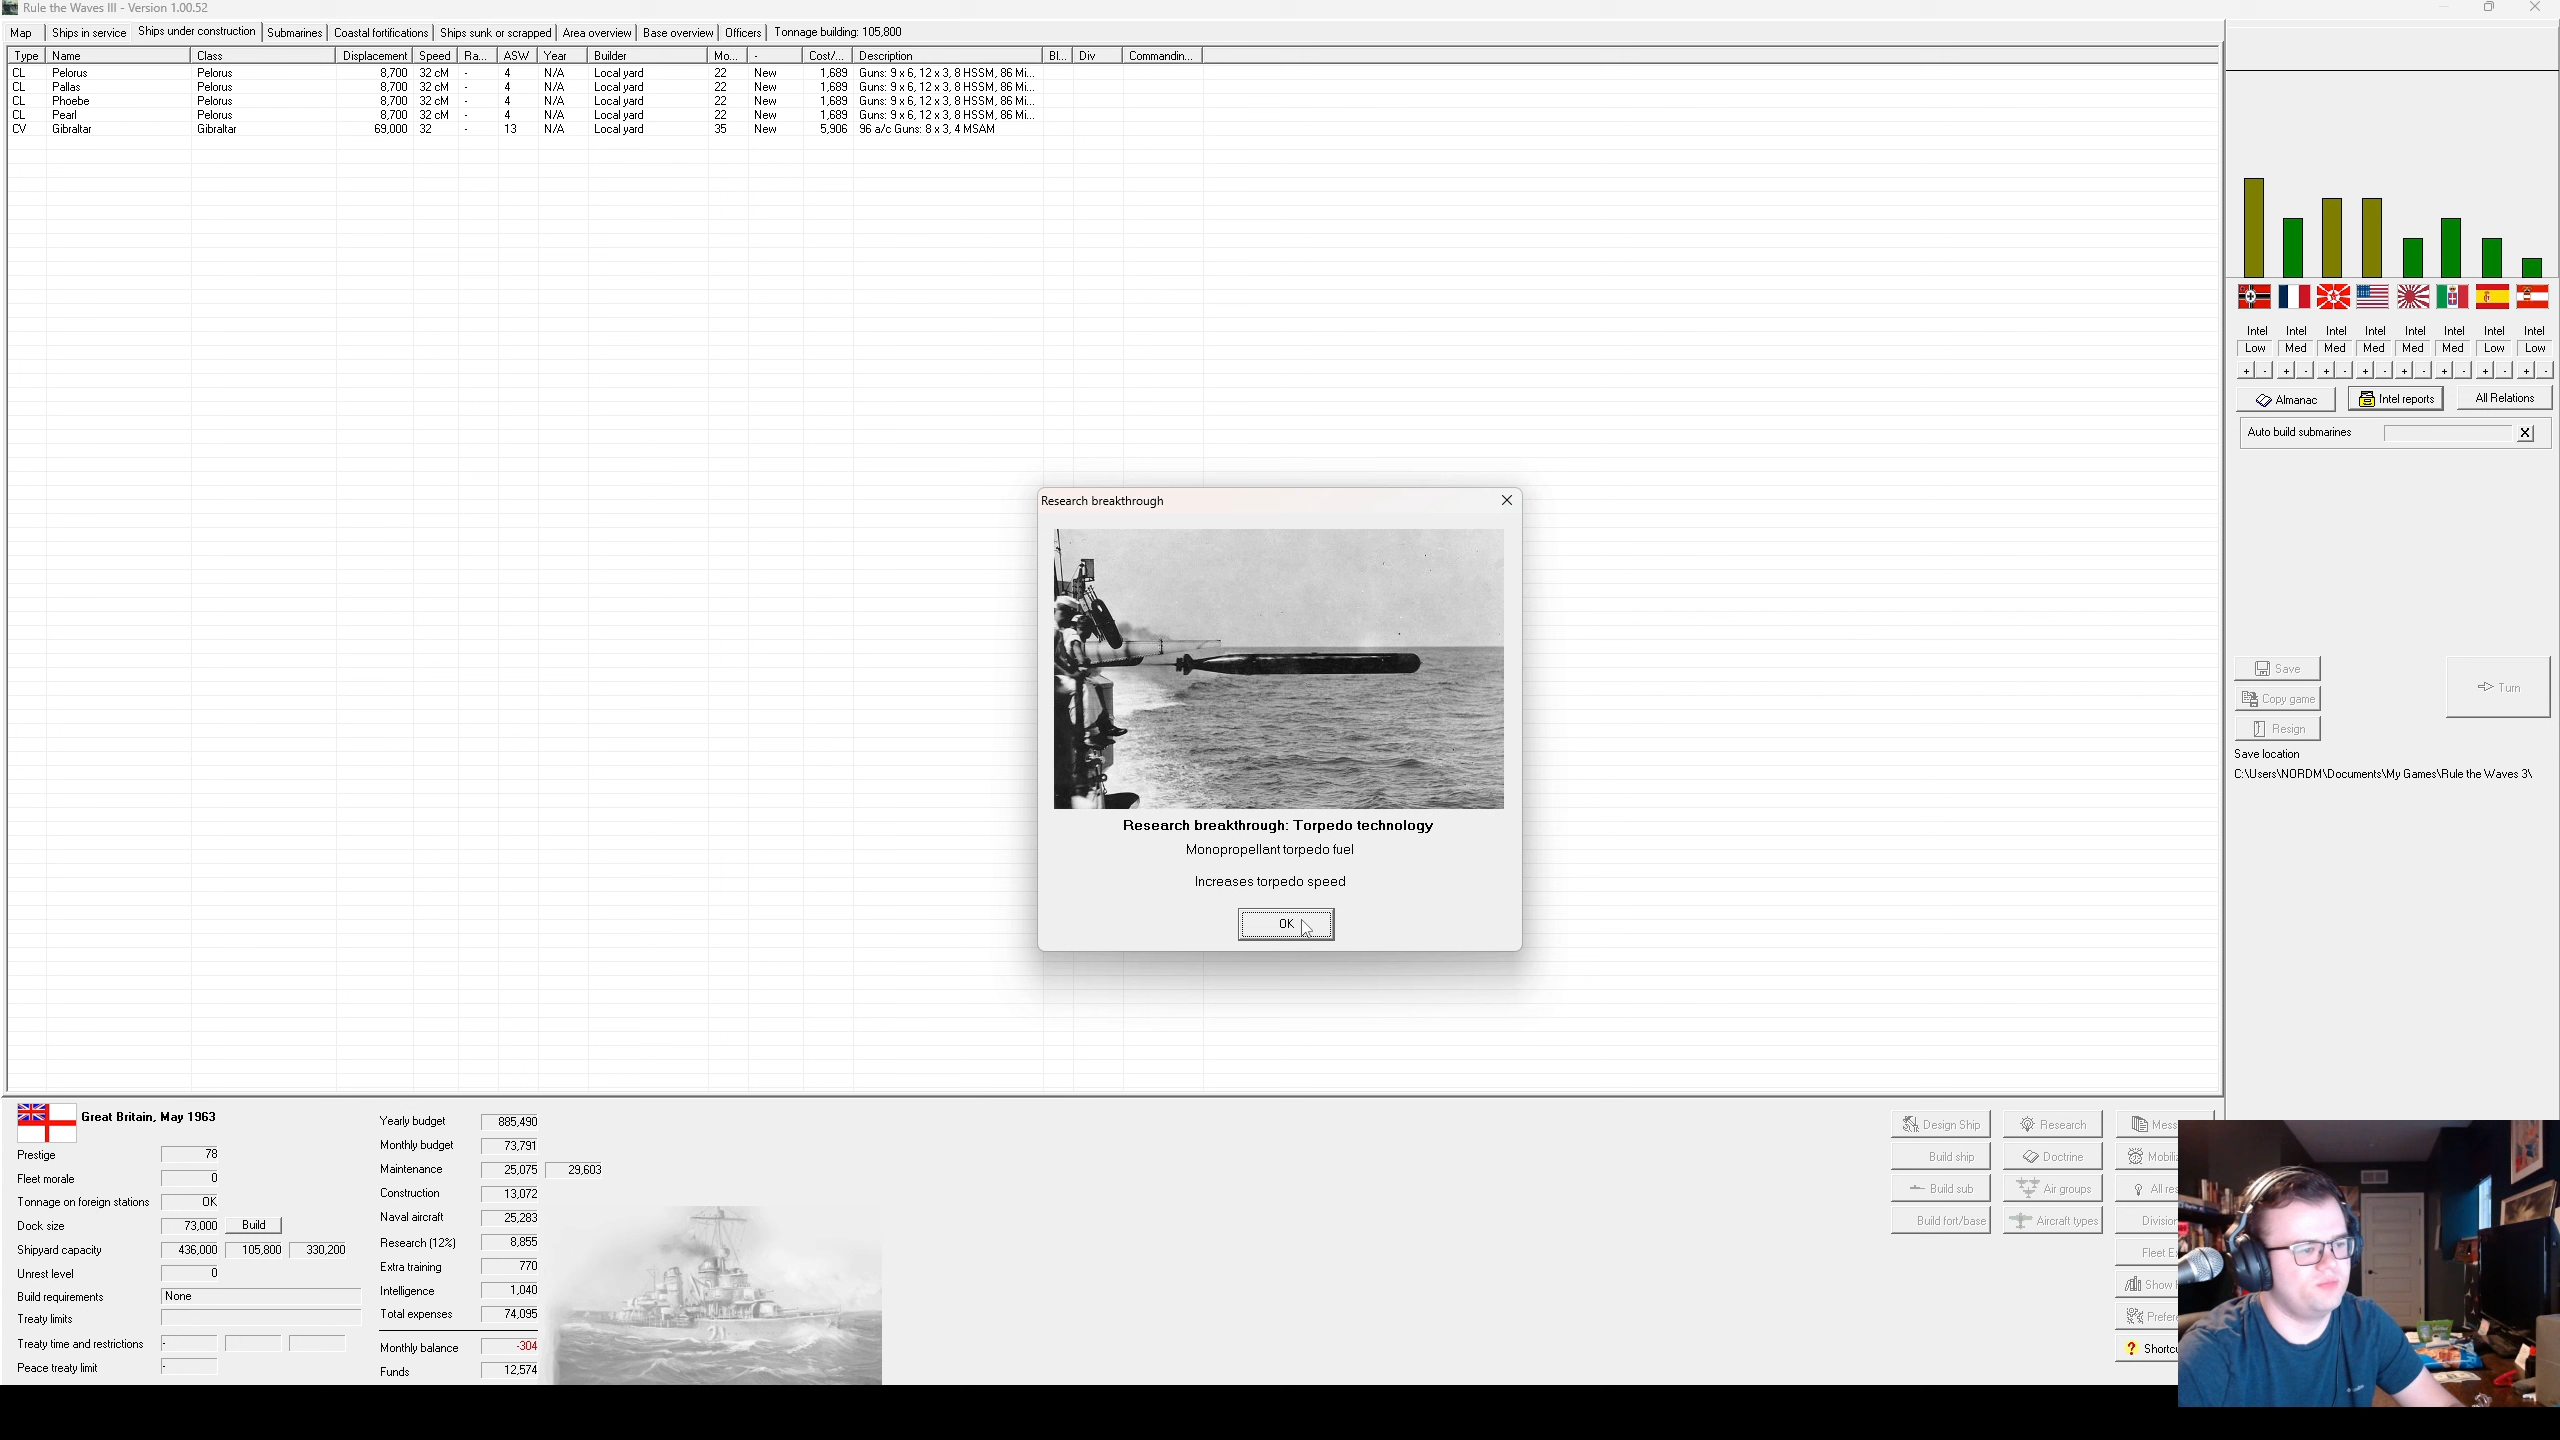 Rule the Waves III - Version 1.00.52
Map Ships in service Ships under construction Submarines Coastal fortifications Ships sunk or scrapped Area overview Base overview Officers Tonnage building: 105,800
Type Name Class Displacement Speed Ra... ASW Year Builder Mo... - Cost/... Description Bl... Div Commandin...
CL Pelorus Pelorus 8,700 32 cM - 4 N/A Local yard 22 New 1,689 Guns: 9 x 6, 12 x 3, 8 HSSM, 86 Mi...
CL Pallas Pelorus 8,700 32 cM - 4 N/A Local yard 22 New 1,689 Guns: 9 x 6, 12 x 3, 8 HSSM, 86 Mi...
CL Phoebe Pelorus 8,700 32 cM - 4 N/A Local yard 22 New 1,689 Guns: 9 x 6, 12 x 3, 8 HSSM, 86 Mi...
CL Pearl Pelorus 8,700 32 cM - 4 N/A Local yard 22 New 1,689 Guns: 9 x 6, 12 x 3, 8 HSSM, 86 Mi...
CV Gibraltar Gibraltar 69,000 32 - 13 N/A Local yard 35 New 5,906 96 a/c Guns: 8 x 3, 4 MSAM
Intel Intel Intel Intel Intel Intel Intel Intel
Low Med Med Med Med Med Low Low
+ - + - + - + - + - + - + - + -
Almanac Intel reports All Relations
Auto build submarines X
Research breakthrough
Research breakthrough: Torpedo technology
Monopropellant torpedo fuel
Increases torpedo speed
OK
Save
Turn
Copy game
Resign
Save location
C:\Users\NORDM\Documents\My Games\Rule the Waves 3\
Great Britain, May 1963
Prestige 78
Fleet morale 0
Tonnage on foreign stations OK
Dock size 73,000 Build
Shipyard capacity 436,000 105,800 330,200
Unrest level 0
Build requirements None
Treaty limits
Treaty time and restrictions -
Peace treaty limit -
Yearly budget 885,490
Monthly budget 73,791
Maintenance 25,075 29,603
Construction 13,072
Naval aircraft 25,283
Research (12%) 8,855
Extra training 770
Intelligence 1,040
Total expenses 74,095
Monthly balance -304
Funds 12,574
Design Ship Research Mess
Build ship Doctrine Mobiliz
Build sub Air groups All res
Build fort/base Aircraft types Division
Fleet Ex
Show
Prefere
? Shortcu